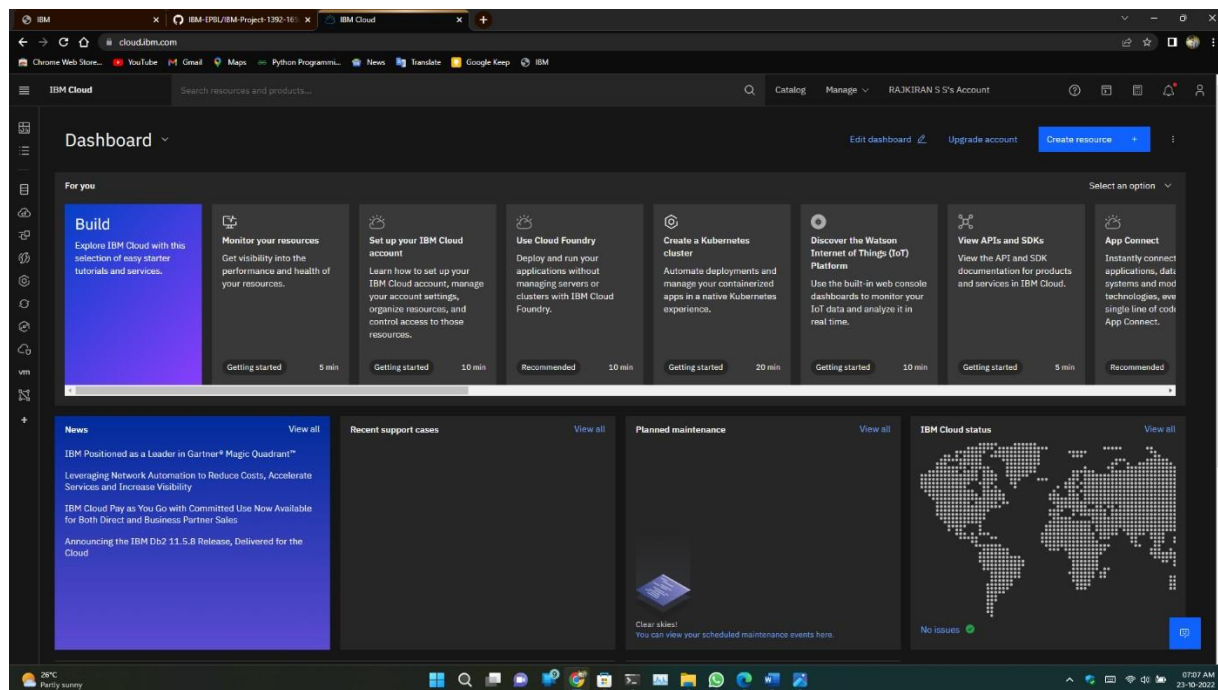 IBM
IBM-EPBL/IBM-Project-1392-165
IBM Cloud
cloud.ibm.com
Chrome Web Store...
YouTube
Gmail
Maps
Python Programmi...
News
Translate
Google Keep
IBM
IBM Cloud
Search resources and products...
Catalog
Manage
RAJKIRAN S S's Account
Dashboard
Edit dashboard
Upgrade account
Create resource +
For you
Select an option
Build
Explore IBM Cloud with this
selection of easy starter
tutorials and services.
Monitor your resources
Get visibility into the
performance and health of
your resources.
Getting started
5 min
Set up your IBM Cloud
account
Learn how to set up your
IBM Cloud account, manage
your account settings,
organize resources, and
control access to those
resources.
Getting started
10 min
Use Cloud Foundry
Deploy and run your
applications without
managing servers or
clusters with IBM Cloud
Foundry.
Recommended
10 min
Create a Kubernetes
cluster
Automate deployments and
manage your containerized
apps in a native Kubernetes
experience.
Getting started
20 min
Discover the Watson
Internet of Things (IoT)
Platform
Use the built-in web console
dashboards to monitor your
IoT data and analyze it in
real time.
Getting started
10 min
View APIs and SDKs
View the API and SDK
documentation for products
and services in IBM Cloud.
Getting started
5 min
App Connect
Instantly connect
applications, data
systems and mod
technologies, eve
single line of code
App Connect.
Recommended
vm
News
View all
IBM Positioned as a Leader in Gartner® Magic Quadrant™
Leveraging Network Automation to Reduce Costs, Accelerate
Services and Increase Visibility
IBM Cloud Pay as You Go with Committed Use Now Available
for Both Direct and Business Partner Sales
Announcing the IBM Db2 11.5.8 Release, Delivered for the
Cloud
Recent support cases
View all
Planned maintenance
View all
Clear skies!
You can view your scheduled maintenance events here.
IBM Cloud status
View all
No issues
26°C
Partly sunny
07:07 AM
23-10-2022